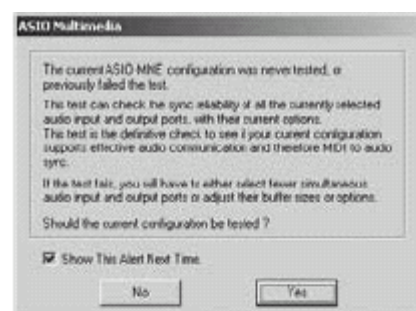 ASIO Multimedia
The current ASIO-MME configuration was never tested, or
previously failed the test.
This test can check the sync reliability of all the currently selected
audio input and output ports, with their current options.
This test is the definitive check to see if your current configuration
supports effective audio communication and therefore MIDI to audio
sync.
If the test fails, you will have to either select fewer simultaneous
audio input and output ports or adjust their buffer sizes or options.
Should the current configuration be tested ?
Show This Alert Next Time.
No
Yes